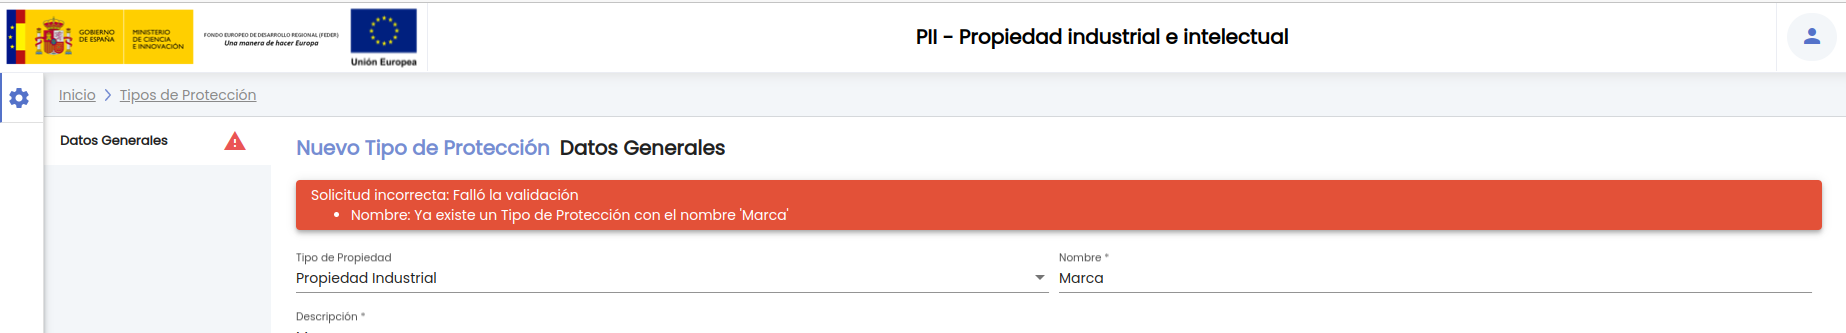 GOBIERNO
DE ESPAÑA
MINISTERIO
DE CIENCIA
E INNOVACIÓN
FONDO EUROPEO DE DESARROLLO REGIONAL (FEDER)
Una manera de hacer Europa
Unión Europea
PII - Propiedad industrial e intelectual
Inicio > Tipos de Protección
Datos Generales
Nuevo Tipo de Protección Datos Generales
Solicitud incorrecta: Falló la validación
• Nombre: Ya existe un Tipo de Protección con el nombre 'Marca'
Tipo de Propiedad
Propiedad Industrial
Nombre *
Marca
Descripción *